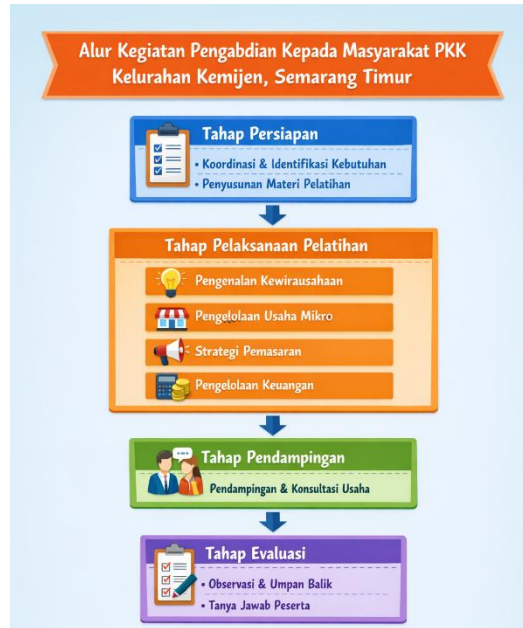 Alur Kegiatan Pengabdian Kepada Masyarakat PKK
Kelurahan Kemijen, Semarang Timur
Tahap Persiapan
• Koordinasi & Identifikasi Kebutuhan
• Penyusunan Materi Pelatihan
Tahap Pelaksanaan Pelatihan
Pengenalan Kewirausahaan
Pengelolaan Usaha Mikro
Strategi Pemasaran
Pengelolaan Keuangan
Tahap Pendampingan
Pendampingan & Konsultasi Usaha
Tahap Evaluasi
• Observasi & Umpan Balik
• Tanya Jawab Peserta